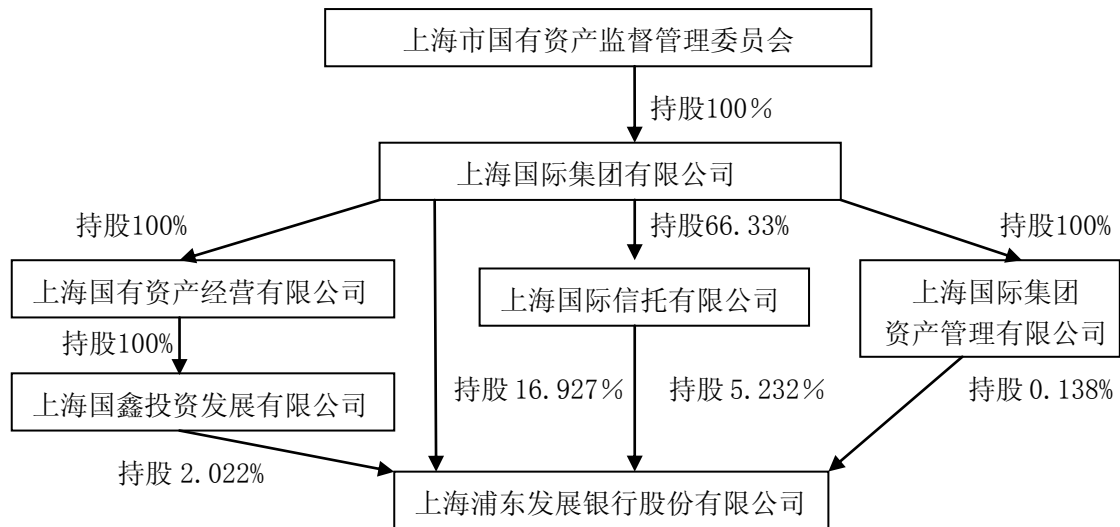 上海市国有资产监督管理委员会
持股100％
上海国际集团有限公司
持股100%
持股66.33%
持股100%
上海国有资产经营有限公司
上海国际信托有限公司
上海国际集团
资产管理有限公司
持股100%
上海国鑫投资发展有限公司
持股 16.927％
持股 5.232％
持股 0.138%
持股 2.022%
上海浦东发展银行股份有限公司